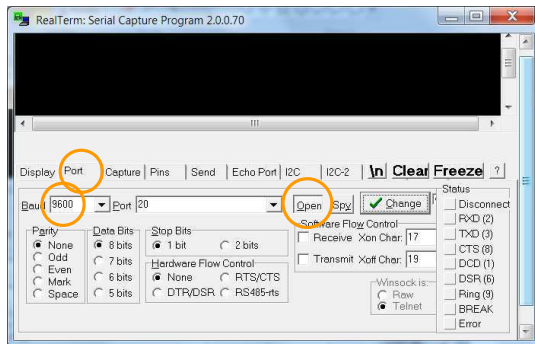 RealTerm: Serial Capture Program 2.0.0.70
Display Port Capture Pins Send Echo Port I2C I2C-2 \n Clear Freeze ?
Baud 9600 Port 20 Open Spy Change
Parity
None
Odd
Even
Mark
Space
Data Bits
8 bits
7 bits
6 bits
5 bits
Stop Bits
1 bit 2 bits
Hardware Flow Control
None RTS/CTS
DTR/DSR RS485-rts
Software Flow Control
Receive Xon Char: 17
Transmit Xoff Char: 19
Winsock is:
Raw
Telnet
Status
Disconnect
RXD (2)
TXD (3)
CTS (8)
DCD (1)
DSR (6)
Ring (9)
BREAK
Error